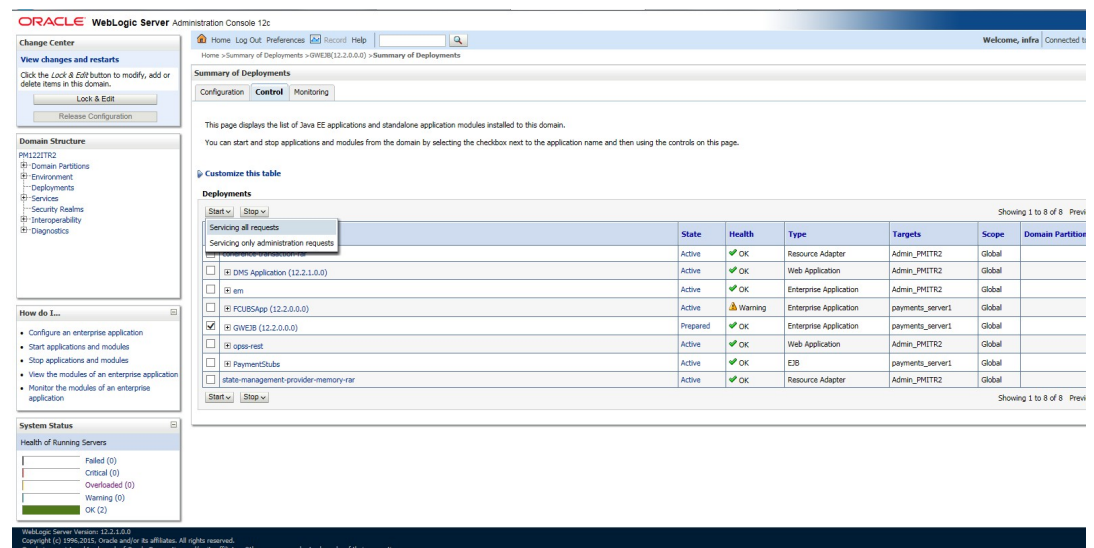 ORACLE WebLogic Server Administration Console 12c
Change Center
View changes and restarts
Click the Lock & Edit button to modify, add or
delete items in this domain.
Lock & Edit
Release Configuration
Domain Structure
PM122ITR2
Domain Partitions
Environment
Deployments
Services
Security Realms
Interoperability
Diagnostics
How do I...
Configure an enterprise application
Start applications and modules
Stop applications and modules
View the modules of an enterprise application
Monitor the modules of an enterprise
application
System Status
Health of Running Servers
Failed (0)
Critical (0)
Overloaded (0)
Warning (0)
OK (2)
Home Log Out Preferences Record Help
Welcome, infra Connected to
Home >Summary of Deployments >GWEJB(12.2.0.0.0) >Summary of Deployments
Summary of Deployments
Configuration Control Monitoring
This page displays the list of Java EE applications and standalone application modules installed to this domain.
You can start and stop applications and modules from the domain by selecting the checkbox next to the application name and then using the controls on this page.
Customize this table
Deployments
Start Stop Showing 1 to 8 of 8 Previ
Servicing all requests
Servicing only administration requests
State Health Type Targets Scope Domain Partition
coherence-transaction-rar Active OK Resource Adapter Admin_PMITR2 Global
DMS Application (12.2.1.0.0) Active OK Web Application Admin_PMITR2 Global
em Active OK Enterprise Application Admin_PMITR2 Global
FCUBSApp (12.2.0.0.0) Active Warning Enterprise Application payments_server1 Global
GWEJB (12.2.0.0.0) Prepared OK Enterprise Application payments_server1 Global
opss-rest Active OK Web Application Admin_PMITR2 Global
PaymentStubs Active OK EJB payments_server1 Global
state-management-provider-memory-rar Active OK Resource Adapter Admin_PMITR2 Global
Start Stop Showing 1 to 8 of 8 Previ
WebLogic Server Version: 12.2.1.0.0
Copyright (c) 1996,2015, Oracle and/or its affiliates. All rights reserved.